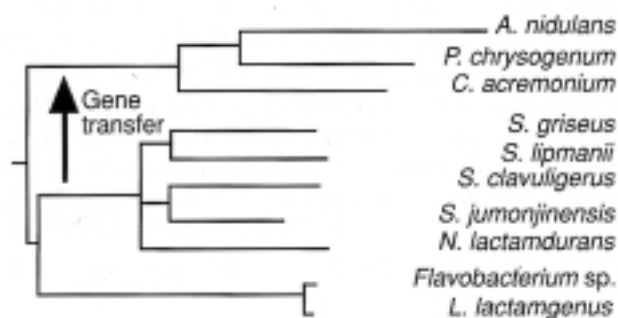 A. nidulans
P. chrysogenum
C. acremonium
Gene
transfer
S. griseus
S. lipmanii
S. clavuligerus
S. jumonjinensis
N. lactamdurans
Flavobacterium sp.
L. lactamgenus